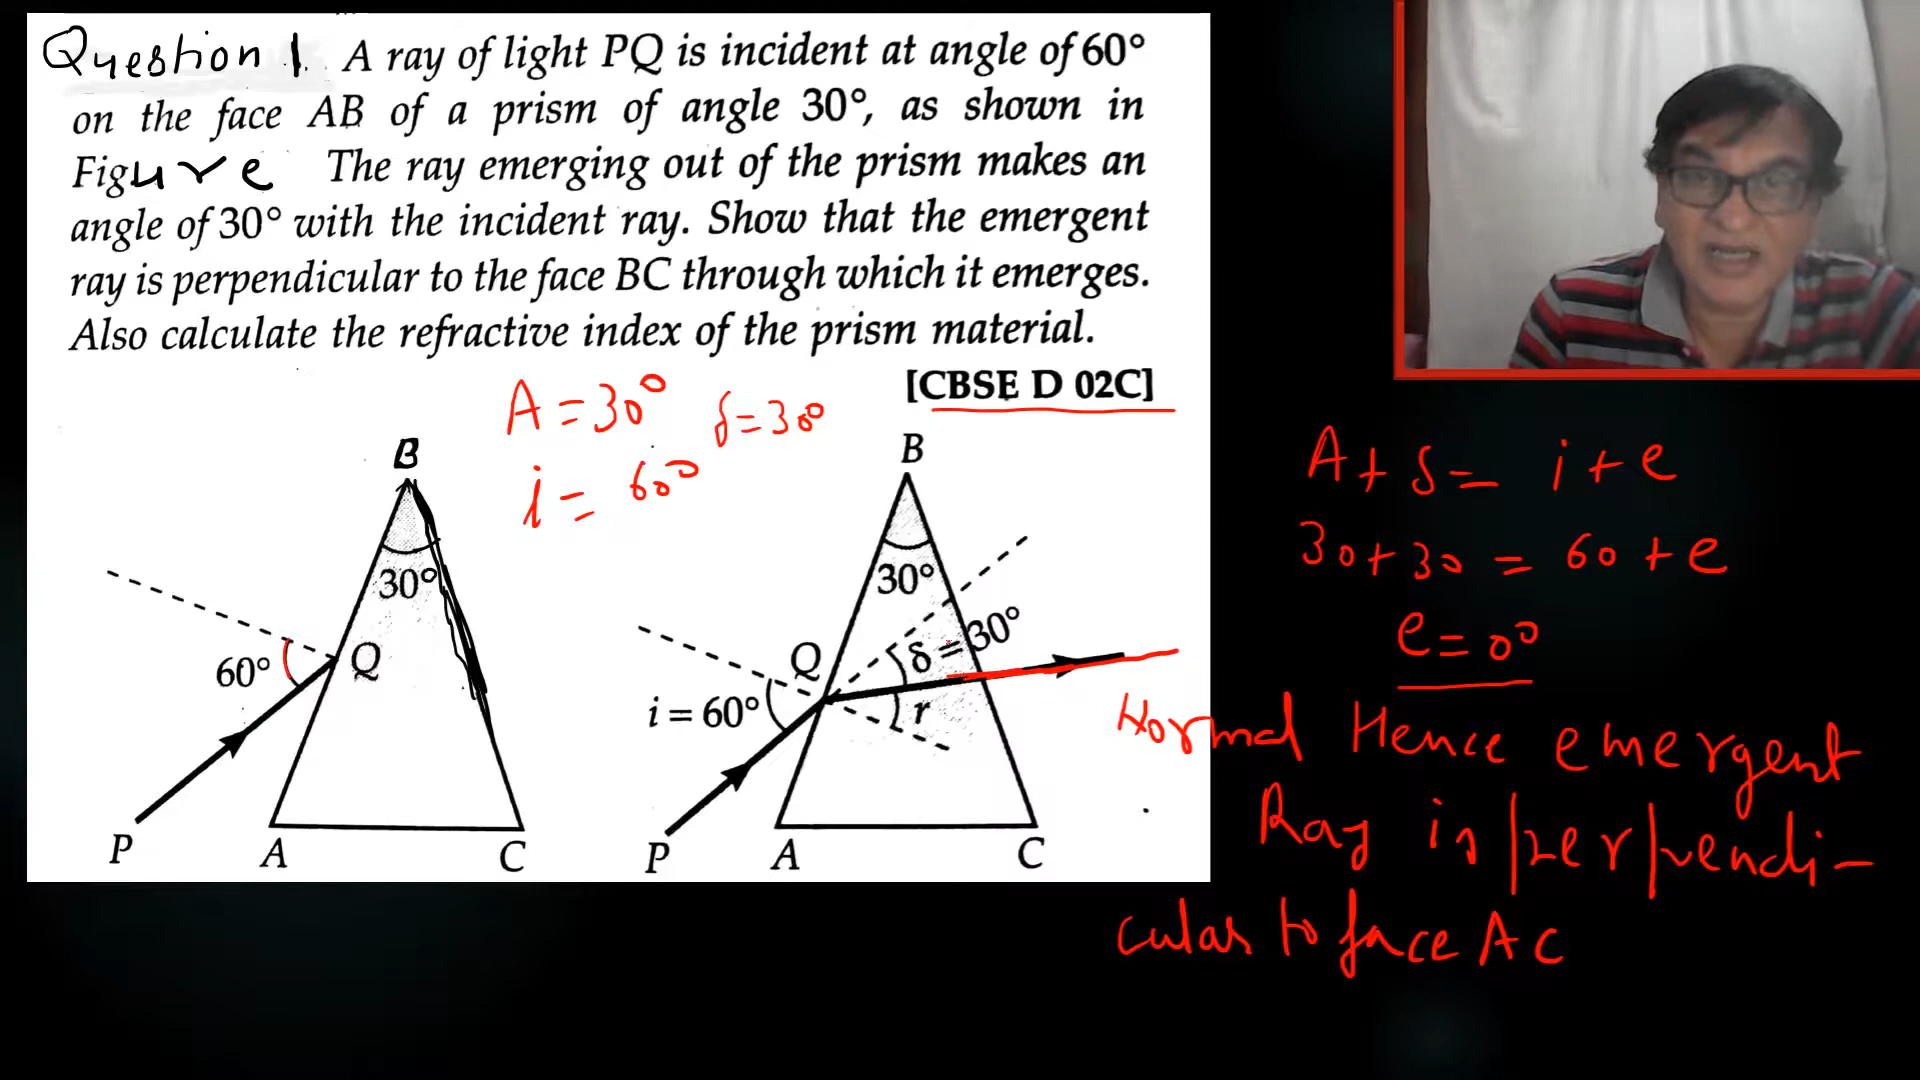 Question 1. A ray of light PQ is incident at angle of 60°
on the face AB of a prism of angle 30°, as shown in
Figure The ray emerging out of the prism makes an
angle of 30° with the incident ray. Show that the emergent
ray is perpendicular to the face BC through which it emerges.
Also calculate the refractive index of the prism material.
[CBSE D 02C]
A = 30° δ = 30°
i = 60°
B
30°
60°
Q
P
A
C
B
30°
Q
δ = 30°
i = 60°
r
P
A
C
A + δ = i + e
30 + 30 = 60 + e
e = 0°
Normal Hence emergent
Ray is perpendi-
cular to face AC